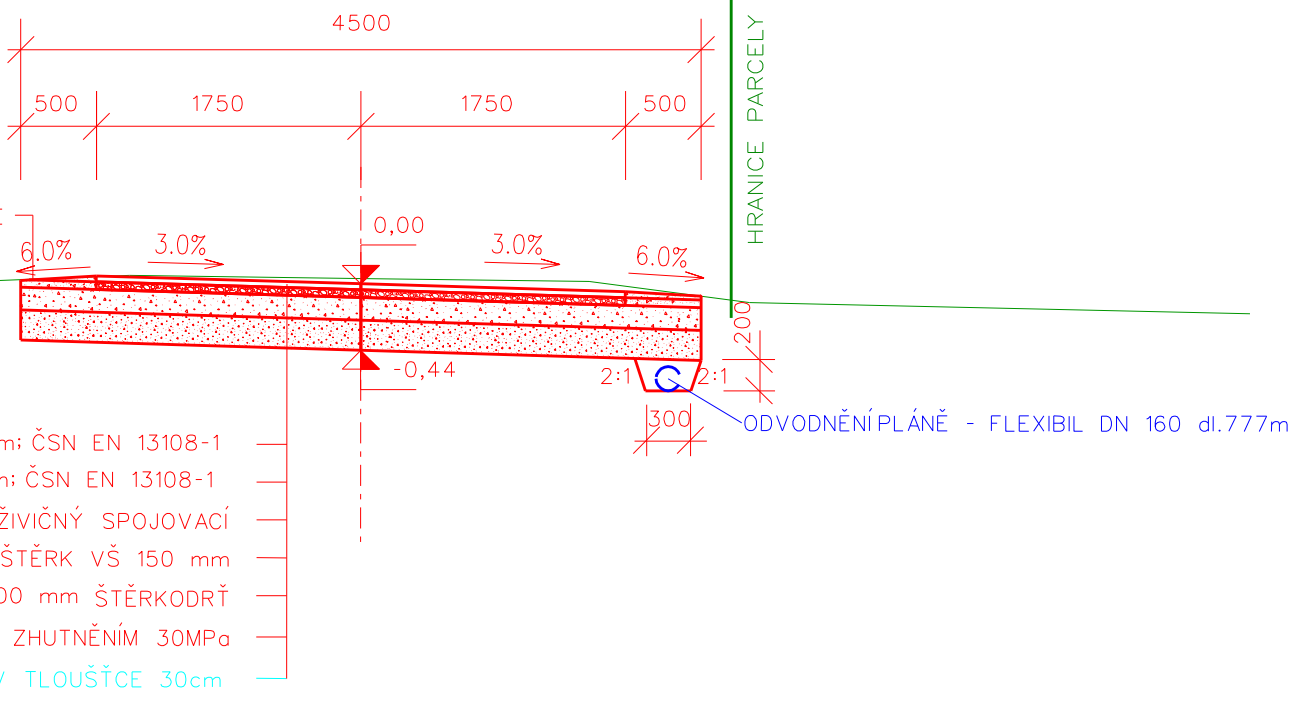 4500
500 1750 1750 500
HRANICE PARCELY
0,00
6.0% 3.0% 3.0% 6.0%
200
-0,44
2:1 2:1
300
ODVODNĚNÍ PLÁNĚ - FLEXIBIL DN 160 dl.777m
m; ČSN EN 13108-1
; ČSN EN 13108-1
ŽIVIČNÝ SPOJOVACÍ
ŠTĚRK VŠ 150 mm
00 mm ŠTĚRKODRŤ
ZHUTNĚNÍM 30MPa
V TLOUŠŤCE 30cm